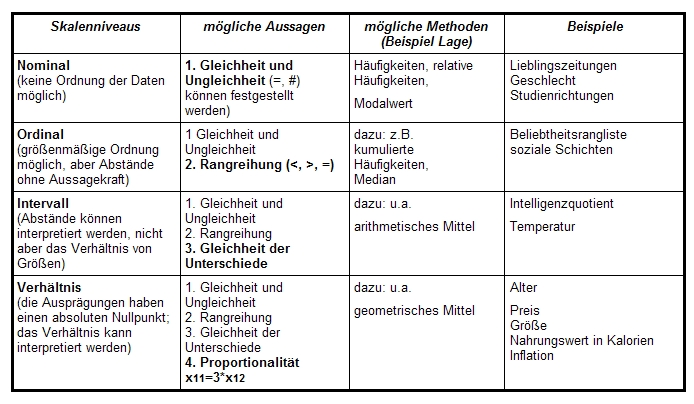 Skalenniveaus
mögliche Aussagen
mögliche Methoden
(Beispiel Lage)
Beispiele
Nominal
(keine Ordnung der Daten
möglich)
1. Gleichheit und
Ungleichheit (=, #)
können festgestellt
werden)
Häufigkeiten, relative
Häufigkeiten,
Modalwert
Lieblingszeitungen
Geschlecht
Studienrichtungen
Ordinal
(größenmäßige Ordnung
möglich, aber Abstände
ohne Aussagekraft)
1 Gleichheit und
Ungleichheit
2. Rangreihung (<, >, =)
dazu: z.B.
kumulierte
Häufigkeiten,
Median
Beliebtheitsrangliste
soziale Schichten
Intervall
(Abstände können
interpretiert werden, nicht
aber das Verhältnis von
Größen)
1. Gleichheit und
Ungleichheit
2. Rangreihung
3. Gleichheit der
Unterschiede
dazu: u.a.
arithmetisches Mittel
Intelligenzquotient
Temperatur
Verhältnis
(die Ausprägungen haben
einen absoluten Nullpunkt;
das Verhältnis kann
interpretiert werden)
1. Gleichheit und
Ungleichheit
2. Rangreihung
3. Gleichheit der
Unterschiede
4. Proportionalität
x11=3*x12
dazu: u.a.
geometrisches Mittel
Alter
Preis
Größe
Nahrungswert in Kalorien
Inflation